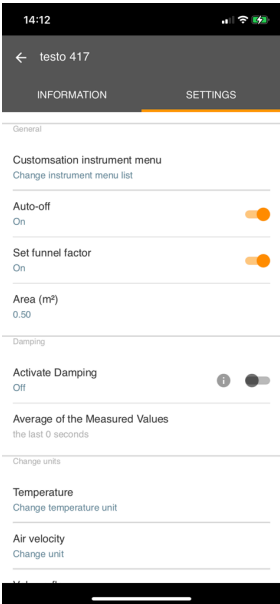 14:12
testo 417
INFORMATION
SETTINGS
General
Customsation instrument menu
Change instrument menu list
Auto-off
On
Set funnel factor
On
Area (m²)
0.50
Damping
Activate Damping
Off
Average of the Measured Values
the last 0 seconds
Change units
Temperature
Change temperature unit
Air velocity
Change unit